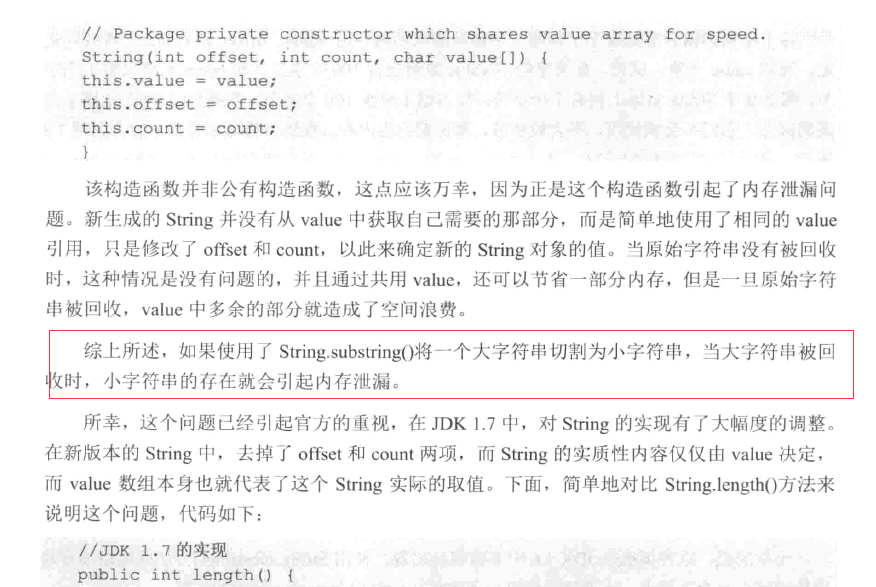 // Package private constructor which shares value array for speed.
String(int offset, int count, char value[]) {
this.value = value;
this.offset = offset;
this.count = count;
}
该构造函数并非公有构造函数，这点应该万幸，因为正是这个构造函数引起了内存泄漏问
题。新生成的 String 并没有从 value 中获取自己需要的那部分，而是简单地使用了相同的 value
引用，只是修改了 offset 和 count，以此来确定新的 String 对象的值。当原始字符串没有被回收
时，这种情况是没有问题的，并且通过共用 value，还可以节省一部分内存，但是一旦原始字符
串被回收，value 中多余的部分就造成了空间浪费。
综上所述，如果使用了 String.substring()将一个大字符串切割为小字符串，当大字符串被回
收时，小字符串的存在就会引起内存泄漏。
所幸，这个问题已经引起官方的重视，在 JDK 1.7 中，对 String 的实现有了大幅度的调整。
在新版本的 String 中，去掉了 offset 和 count 两项，而 String 的实质性内容仅仅由 value 决定，
而 value 数组本身也就代表了这个 String 实际的取值。下面，简单地对比 String.length()方法来
说明这个问题，代码如下：
//JDK 1.7 的实现
public int length() {